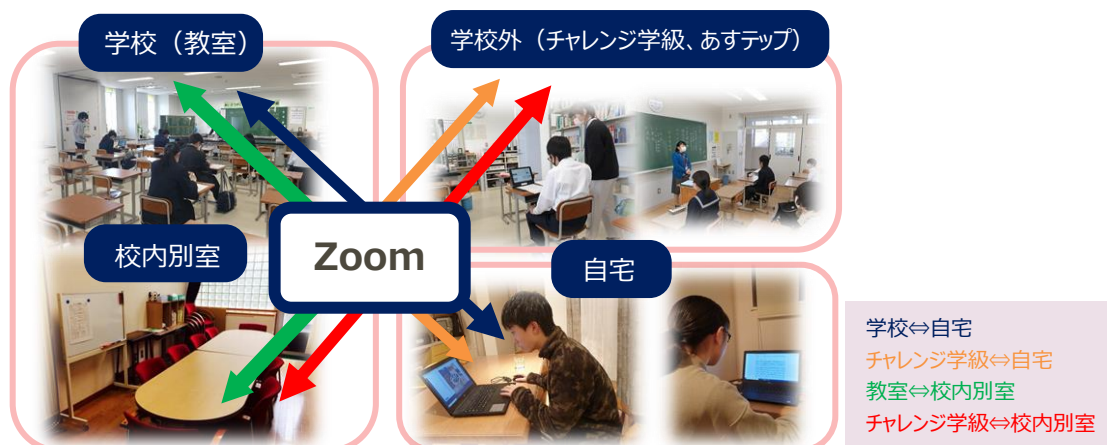 学校（教室）
学校外（チャレンジ学級、あすテップ）
校内別室
Zoom
自宅
学校⇔自宅
チャレンジ学級⇔自宅
教室⇔校内別室
チャレンジ学級⇔校内別室